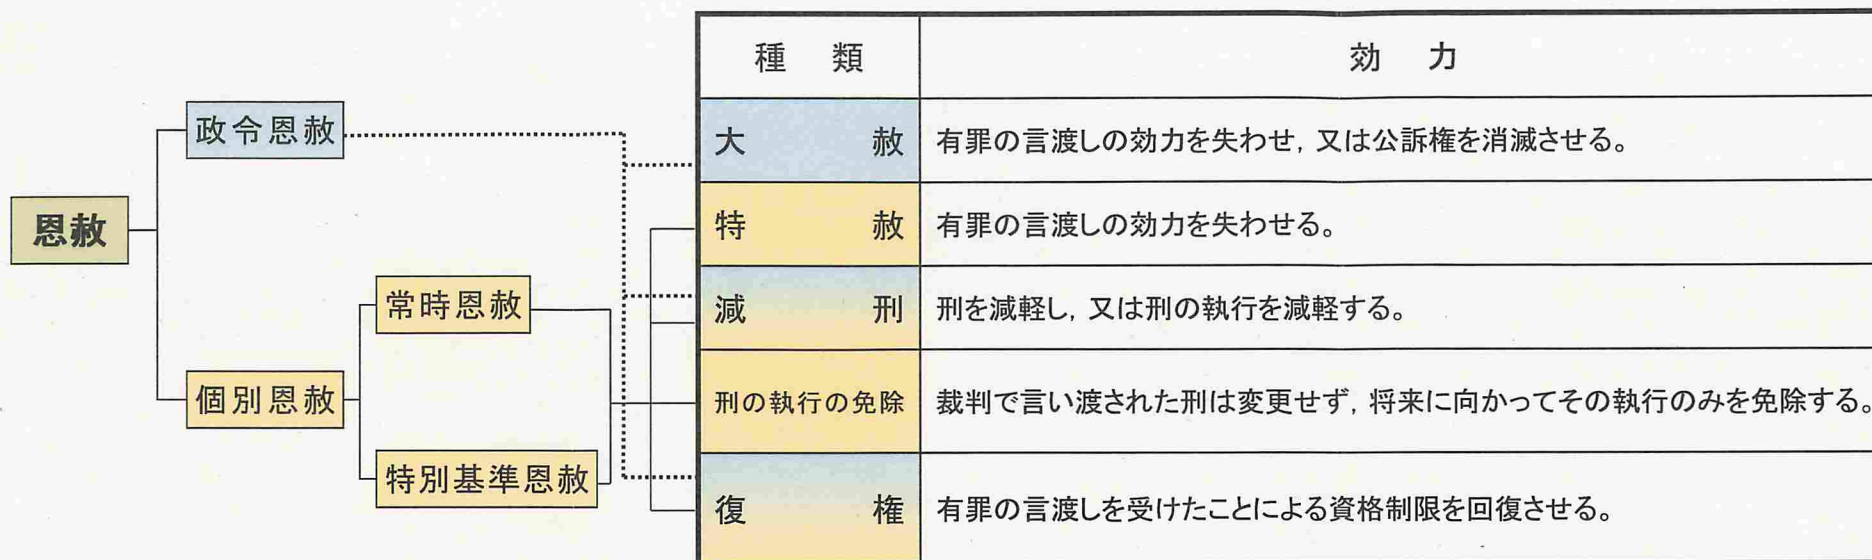 恩赦
政令恩赦
個別恩赦
常時恩赦
特別基準恩赦
種類 効力
大赦 有罪の言渡しの効力を失わせ，又は公訴権を消滅させる。
特赦 有罪の言渡しの効力を失わせる。
減刑 刑を減軽し，又は刑の執行を減軽する。
刑の執行の免除 裁判で言い渡された刑は変更せず，将来に向かってその執行のみを免除する。
復権 有罪の言渡しを受けたことによる資格制限を回復させる。